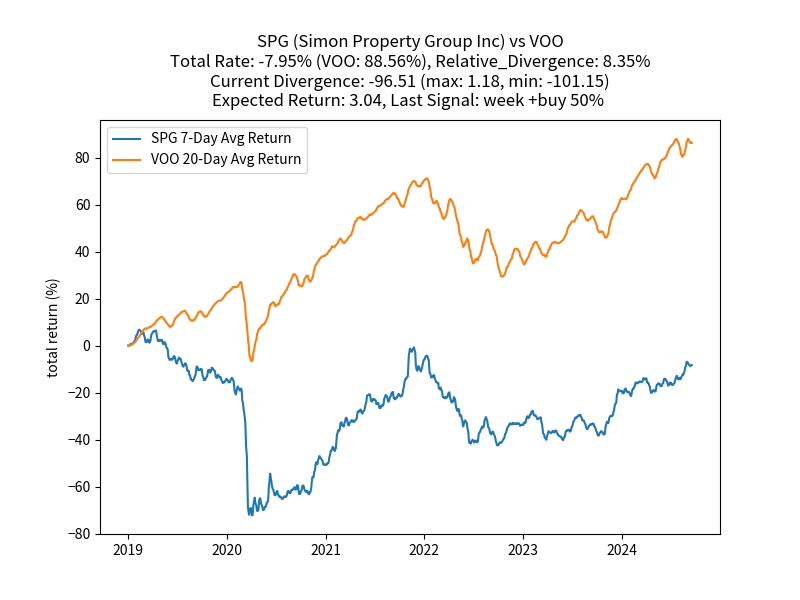 SPG (Simon Property Group Inc) vs VOO
Total Rate: -7.95% (VOO: 88.56%), Relative_Divergence: 8.35%
Current Divergence: -96.51 (max: 1.18, min: -101.15)
Expected Return: 3.04, Last Signal: week +buy 50%
SPG 7-Day Avg Return
VOO 20-Day Avg Return
total return (%)
80
60
40
20
0
−20
−40
−60
−80
2019 2020 2021 2022 2023 2024